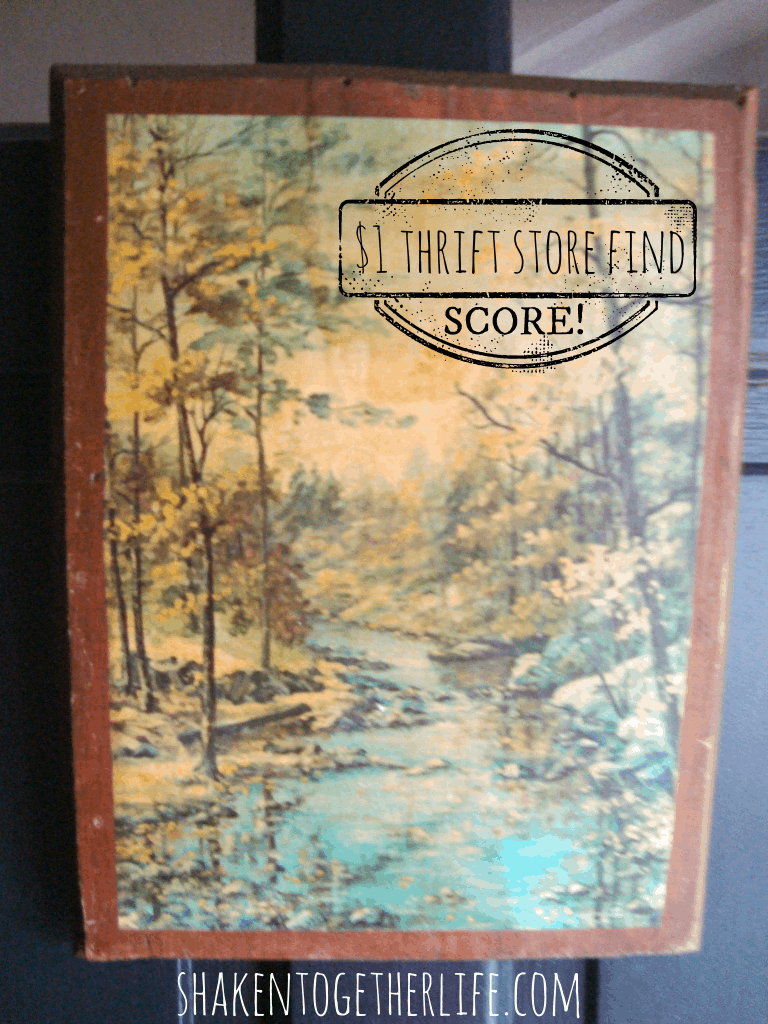 $1 THRIFT STORE FIND
SCORE!
SHAKENTOGETHERLIFE.COM